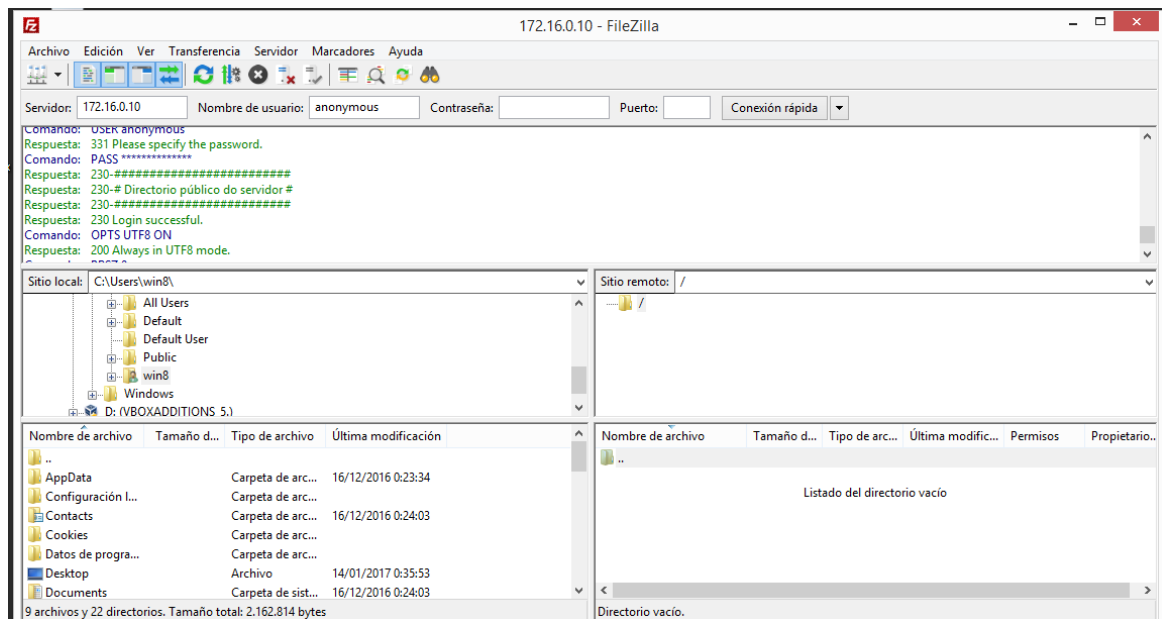 172.16.0.10 - FileZilla
Archivo Edición Ver Transferencia Servidor Marcadores Ayuda
Servidor: 172.16.0.10 Nombre de usuario: anonymous Contraseña: Puerto: Conexión rápida
Comando: USER anonymous
Respuesta: 331 Please specify the password.
Comando: PASS **************
Respuesta: 230-##########################
Respuesta: 230-# Directorio público do servidor #
Respuesta: 230-##########################
Respuesta: 230 Login successful.
Comando: OPTS UTF8 ON
Respuesta: 200 Always in UTF8 mode.
Sitio local: C:\Users\win8\
All Users
Default
Default User
Public
win8
Windows
D: (VBOXADDITIONS_5.)
Sitio remoto: /
/
Nombre de archivo Tamaño d... Tipo de archivo Última modificación
..
AppData Carpeta de arc... 16/12/2016 0:23:34
Configuración l... Carpeta de arc...
Contacts Carpeta de arc... 16/12/2016 0:24:03
Cookies Carpeta de arc...
Datos de progra... Carpeta de arc...
Desktop Archivo 14/01/2017 0:35:53
Documents Carpeta de sist... 16/12/2016 0:24:03
9 archivos y 22 directorios. Tamaño total: 2.162.814 bytes
Nombre de archivo Tamaño d... Tipo de arc... Última modific... Permisos Propietario...
..
Listado del directorio vacío
Directorio vacío.